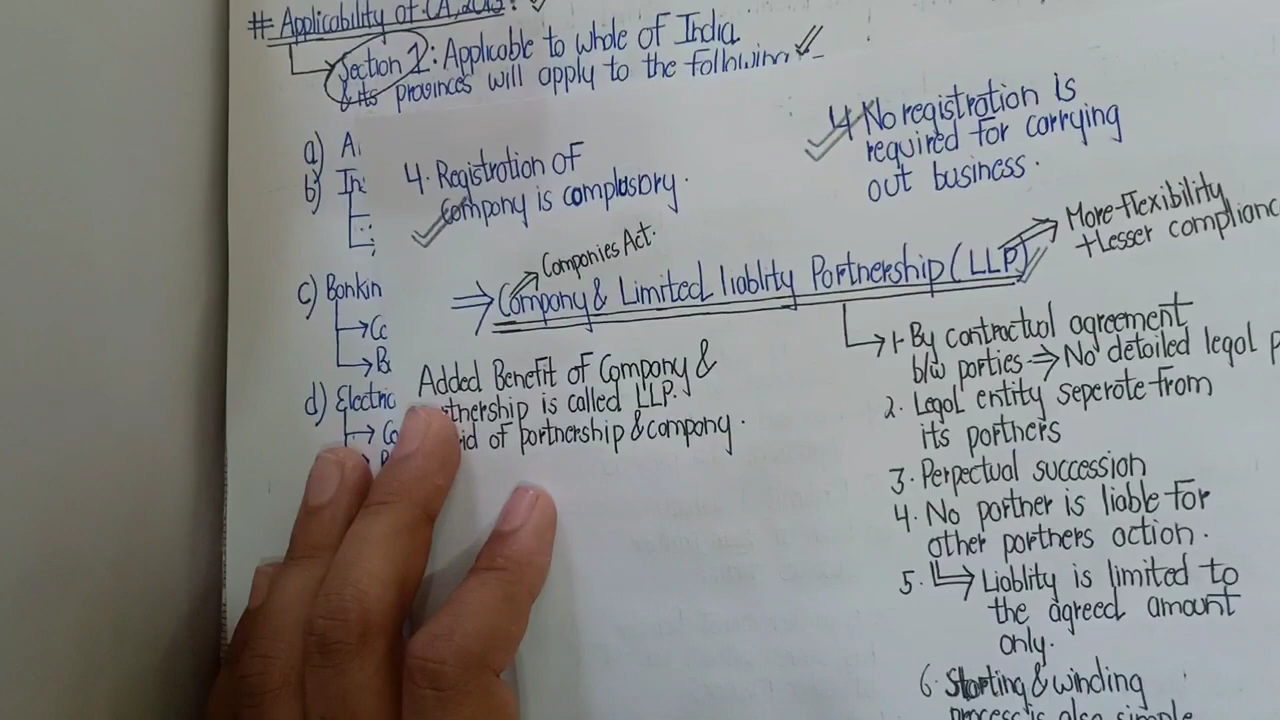 # Applicability of CA, 2013:
Section 1: Applicable to whole of India
& its provinces will apply to the following:-
a)
b)
c)
d) Electric
4. Registration of
company is complusory.
4 No registration is
required for carrying
out business.
Companies Act.
More flexibility
+ Lesser
⇒ Company & Limited liablity Partnership (LLP)
Added Benefit of Company &
is called LLP.
of partnership & company.
1. By contractual agreement
b/w parties ⇒ No detailed legal
2. Legal entity seperate from
its partners
3. Perpectual succession
4. No partner is liable for
other partners action.
5. Liablity is limited to
the agreed amount
only.
6. Starting & winding
process is also simple